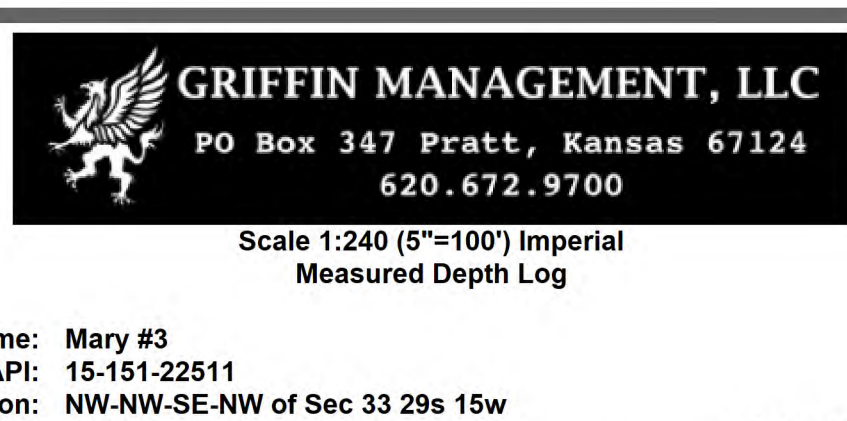 GRIFFIN MANAGEMENT, LLC
PO Box 347 Pratt, Kansas 67124
620.672.9700
Scale 1:240 (5"=100') Imperial
Measured Depth Log
me: Mary #3
API: 15-151-22511
on: NW-NW-SE-NW of Sec 33 29s 15w